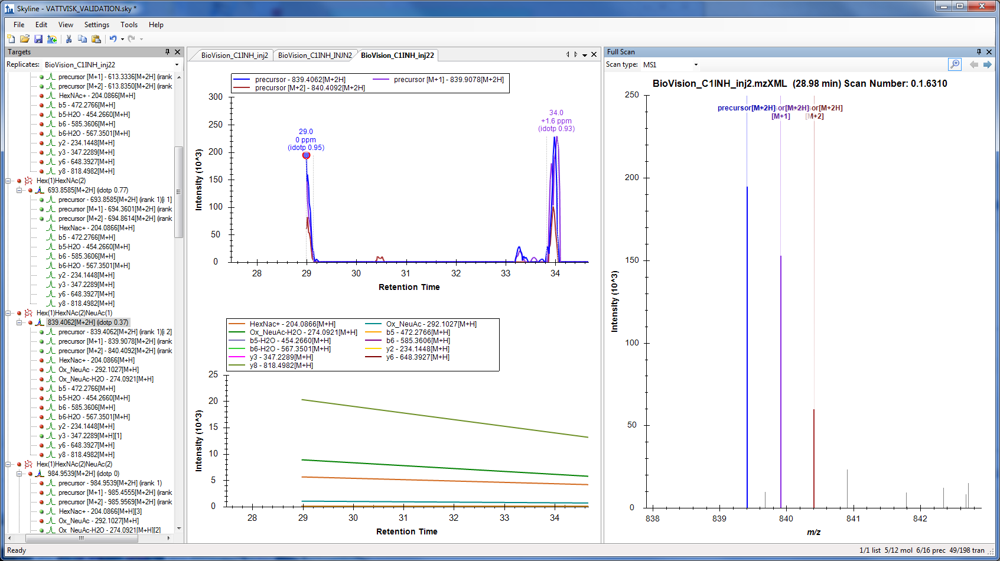 Skyline - VATTVISK_VALIDATION.sky *
File Edit View Settings Tools Help
Targets
Replicates: BioVision_C1INH_inj22
precursor [M+1] - 613.3336[M+2H] (irank
precursor [M+2] - 613.8350[M+2H] (irank
HexNAc+ - 204.0866[M+H]
b5 - 472.2766[M+H]
b5-H2O - 454.2660[M+H]
b6 - 585.3606[M+H]
b6-H2O - 567.3501[M+H]
y2 - 234.1448[M+H]
y3 - 347.2289[M+H]
y6 - 648.3927[M+H]
y8 - 818.4982[M+H]
Hex(1)HexNAc(2)
693.8585[M+2H] (idotp 0.77)
precursor - 693.8585[M+2H] (irank 1)[i 1]
precursor [M+1] - 694.3601[M+2H] (irank
precursor [M+2] - 694.8614[M+2H] (irank
HexNac+ - 204.0866[M+H]
b5 - 472.2766[M+H]
b5-H2O - 454.2660[M+H]
b6 - 585.3606[M+H]
b6-H2O - 567.3501[M+H]
y2 - 234.1448[M+H]
y3 - 347.2289[M+H]
y6 - 648.3927[M+H]
y8 - 818.4982[M+H]
Hex(1)HexNAc(2)NeuAc(1)
839.4062[M+2H] (idotp 0.37)
precursor - 839.4062[M+2H] (irank 1)[i 2]
precursor [M+1] - 839.9078[M+2H] (irank
precursor [M+2] - 840.4092[M+2H] (irank
HexNac+ - 204.0866[M+H]
Ox_NeuAc - 292.1027[M+H]
Ox_NeuAc-H2O - 274.0921[M+H]
b5 - 472.2766[M+H]
b5-H2O - 454.2660[M+H]
b6 - 585.3606[M+H]
b6-H2O - 567.3501[M+H]
y2 - 234.1448[M+H]
y3 - 347.2289[M+H][1]
y6 - 648.3927[M+H]
y8 - 818.4982[M+H]
Hex(1)HexNAc(2)NeuAc(2)
984.9539[M+2H] (idotp 0)
precursor - 984.9539[M+2H] (irank 1)
precursor [M+1] - 985.4555[M+2H] (irank
precursor [M+2] - 985.9569[M+2H] (irank
HexNac+ - 204.0866[M+H][3]
Ox_NeuAc - 292.1027[M+H]
Ox_NeuAc-H2O - 274.0921[M+H][2]
BioVision_C1INH_inj2 BioVision_C1INH_INJN2 BioVision_C1INH_inj22
precursor - 839.4062[M+2H] precursor [M+1] - 839.9078[M+2H]
precursor [M+2] - 840.4092[M+2H]
300
250
200
150
100
50
0
Intensity (10^3)
29.0
0 ppm
(idotp 0.95)
34.0
+1.6 ppm
(idotp 0.93)
28 29 30 31 32 33 34
Retention Time
HexNac+ - 204.0866[M+H] Ox_NeuAc - 292.1027[M+H]
Ox_NeuAc-H2O - 274.0921[M+H] b5 - 472.2766[M+H]
b5-H2O - 454.2660[M+H] b6 - 585.3606[M+H]
b6-H2O - 567.3501[M+H] y2 - 234.1448[M+H]
y3 - 347.2289[M+H] y6 - 648.3927[M+H]
y8 - 818.4982[M+H]
25
20
15
10
5
0
Intensity (10^3)
28 29 30 31 32 33 34
Retention Time
Full Scan
Scan type: MS1
BioVision_C1INH_inj2.mzXML (28.98 min) Scan Number: 0.1.6310
precursor[M+2H] sor[M+2H] sor[M+2H]
[M+1] [M+2]
250
200
150
100
50
0
Intensity (10^3)
838 839 840 841 842
m/z
Ready
1/1 list 5/12 mol 6/16 prec 49/198 tran